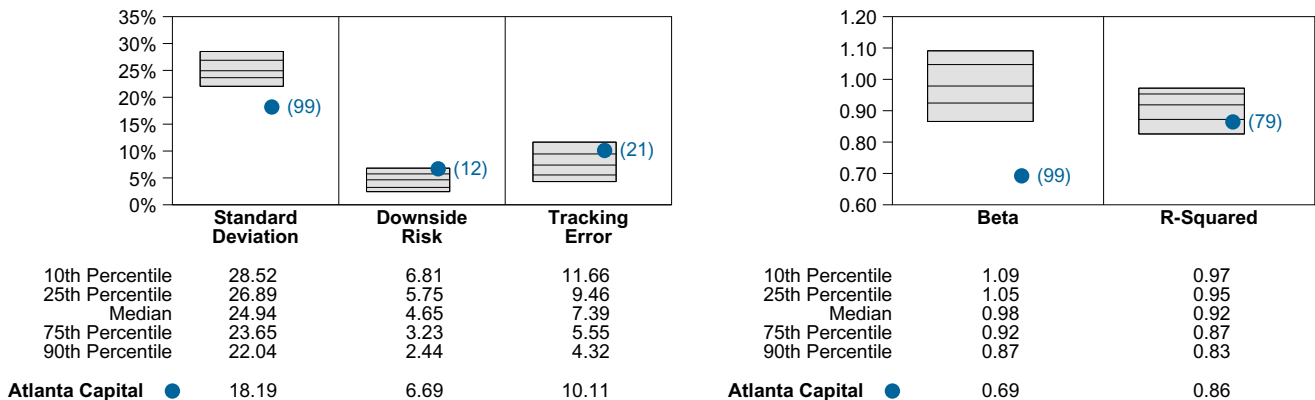 35%
30%
25%
20%
15%
10%
5%
0%
(99)
(12)
(21)
Standard
Deviation
Downside
Risk
Tracking
Error
10th Percentile 28.52 6.81 11.66
25th Percentile 26.89 5.75 9.46
Median 24.94 4.65 7.39
75th Percentile 23.65 3.23 5.55
90th Percentile 22.04 2.44 4.32
Atlanta Capital 18.19 6.69 10.11
1.20
1.10
1.00
0.90
0.80
0.70
0.60
(99)
(79)
Beta R-Squared
10th Percentile 1.09 0.97
25th Percentile 1.05 0.95
Median 0.98 0.92
75th Percentile 0.92 0.87
90th Percentile 0.87 0.83
Atlanta Capital 0.69 0.86